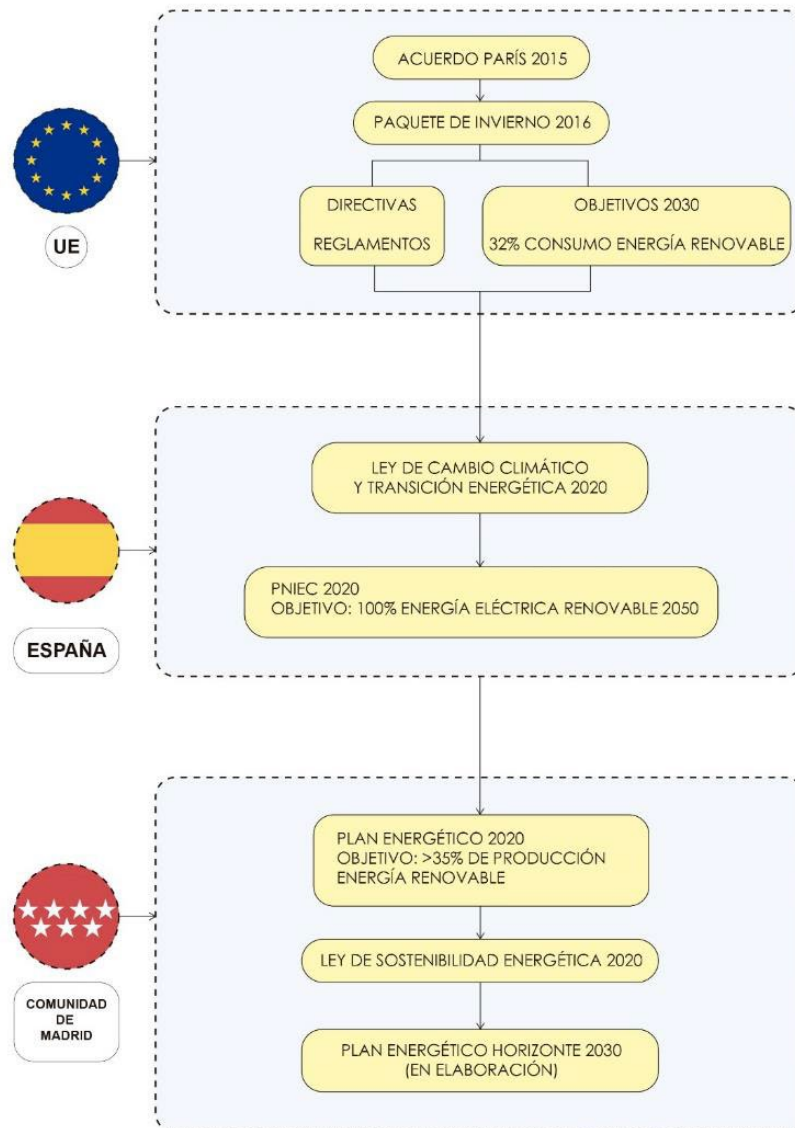 ACUERDO PARÍS 2015
PAQUETE DE INVIERNO 2016
DIRECTIVAS
REGLAMENTOS
OBJETIVOS 2030
32% CONSUMO ENERGÍA RENOVABLE
UE
LEY DE CAMBIO CLIMÁTICO
Y TRANSICIÓN ENERGÉTICA 2020
PNIEC 2020
OBJETIVO: 100% ENERGÍA ELÉCTRICA RENOVABLE 2050
ESPAÑA
PLAN ENERGÉTICO 2020
OBJETIVO: >35% DE PRODUCCIÓN
ENERGÍA RENOVABLE
LEY DE SOSTENIBILIDAD ENERGÉTICA 2020
PLAN ENERGÉTICO HORIZONTE 2030
(EN ELABORACIÓN)
COMUNIDAD
DE
MADRID